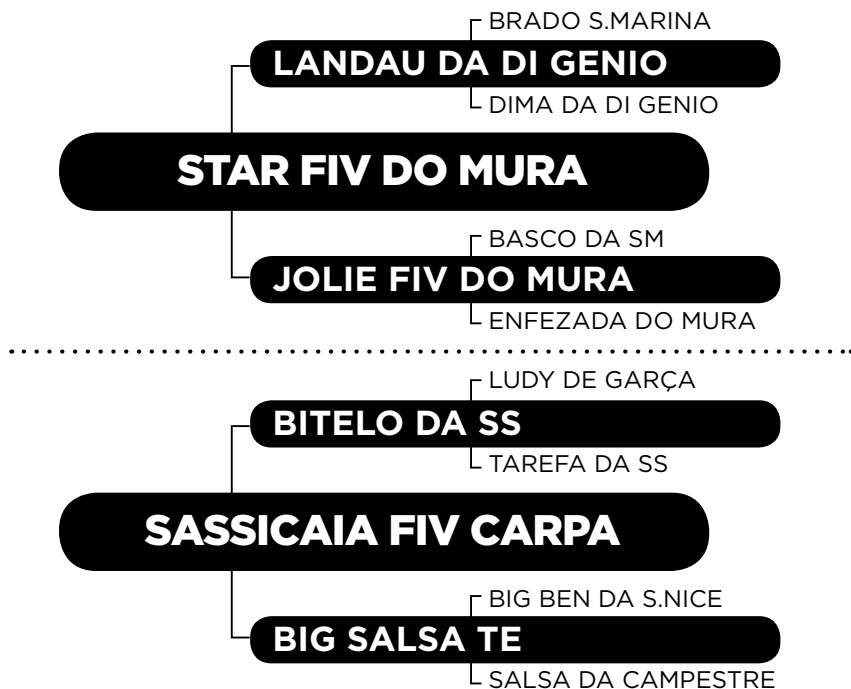 BRADO S.MARINA
LANDAU DA DI GENIO
DIMA DA DI GENIO
STAR FIV DO MURA
BASCO DA SM
JOLIE FIV DO MURA
ENFEZADA DO MURA
LUDY DE GARÇA
BITELO DA SS
TAREFA DA SS
SASSICAIA FIV CARPA
BIG BEN DA S.NICE
BIG SALSA TE
SALSA DA CAMPESTRE